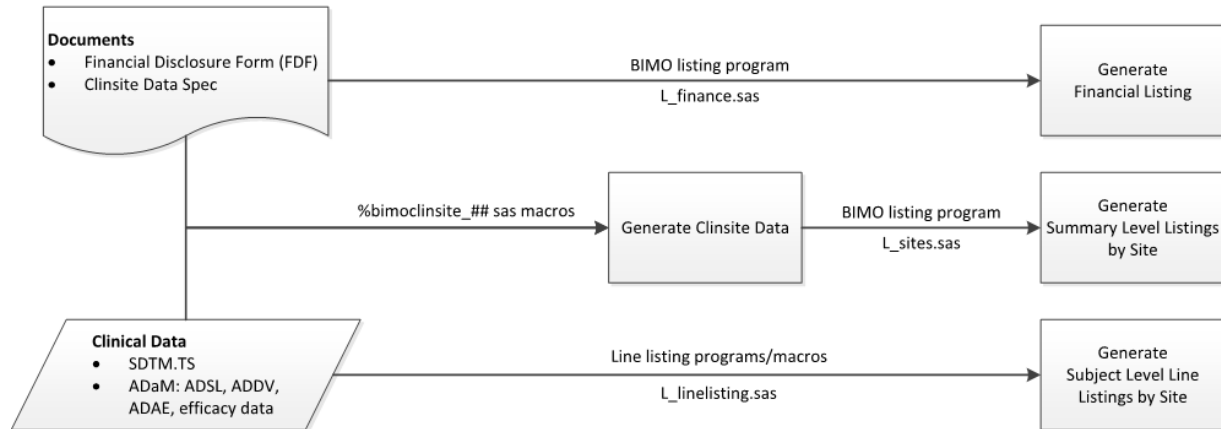 Documents
• Financial Disclosure Form (FDF)
• Clinsite Data Spec
BIMO listing program
L_finance.sas
Generate
Financial Listing
%bimoclinsite_## sas macros
Generate Clinsite Data
BIMO listing program
L_sites.sas
Generate
Summary Level Listings
by Site
Clinical Data
• SDTM.TS
• ADaM: ADSL, ADDV,
ADAE, efficacy data
Line listing programs/macros
L_linelisting.sas
Generate
Subject Level Line
Listings by Site